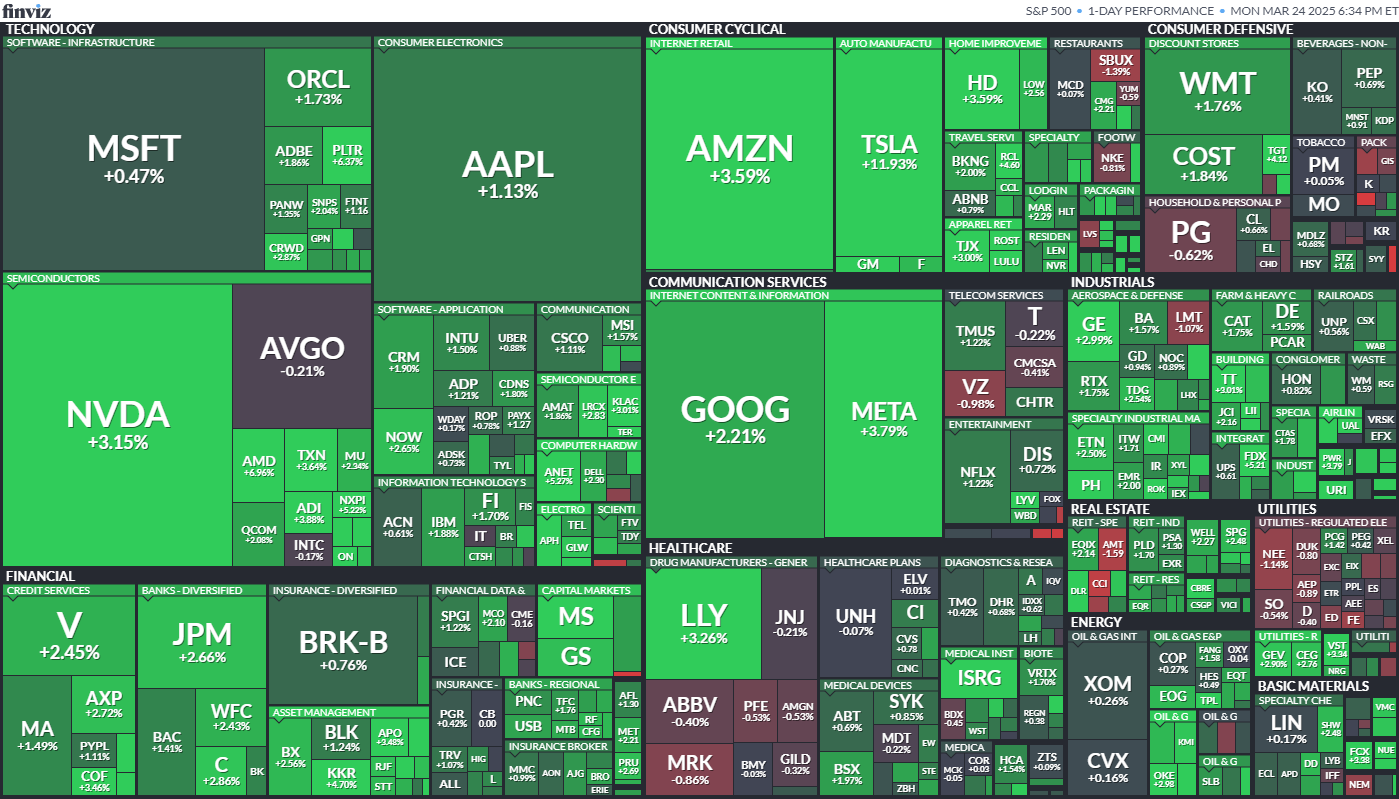 finviz
S&P 500 • 1-DAY PERFORMANCE • MON MAR 24 2025 6:34 PM ET
TECHNOLOGY
SOFTWARE - INFRASTRUCTURE
MSFT
+0.47%
ORCL
+1.73%
ADBE
+1.86%
PLTR
+6.37%
PANW
+1.35%
SNPS
+2.04%
FTNT
+1.16
CRWD
+2.87%
GPN
CONSUMER ELECTRONICS
AAPL
+1.13%
SEMICONDUCTORS
NVDA
+3.15%
AVGO
-0.21%
AMD
+6.96%
TXN
+3.64%
MU
+2.34%
QCOM
+2.08%
ADI
+3.88%
NXPI
+5.22%
INTC
-0.17%
ON
SOFTWARE - APPLICATION
CRM
+1.90%
INTU
+1.50%
UBER
+0.88%
ADP
+1.21%
CDNS
+1.80%
NOW
+2.65%
WDAY
+0.17%
ROP
+0.78%
PAYX
+1.27
ADSK
+0.73%
TYL
INFORMATION TECHNOLOGY S
ACN
+0.61%
IBM
+1.88%
FI
+1.70%
FIS
IT
BR
CTSH
COMMUNICATION
CSCO
+1.11%
MSI
+1.57%
SEMICONDUCTOR E
AMAT
+1.86%
LRCX
+2.83
KLAC
+3.01%
TER
COMPUTER HARDW
ANET
+5.27%
DELL
+2.30
ELECTRO
APH
TEL
GLW
SCIENTI
FTV
TDY
CONSUMER CYCLICAL
INTERNET RETAIL
AMZN
+3.59%
AUTO MANUFACTU
TSLA
+11.93%
GM
F
HOME IMPROVEME
HD
+3.59%
LOW
+2.56
RESTAURANTS
MCD
+0.07%
SBUX
-1.39%
CMG
+2.21
YUM
-0.59
TRAVEL SERVI
BKNG
+2.00%
RCL
+4.60
CCL
ABNB
+0.79%
SPECIALTY
FOOTW
NKE
-0.81%
LODGIN
MAR
+2.29
HLT
PACKAGIN
APPAREL RET
TJX
+3.00%
ROST
LULU
RESIDEN
LEN
NVR
LVS
CONSUMER DEFENSIVE
DISCOUNT STORES
WMT
+1.76%
COST
+1.84%
TGT
+4.12
BEVERAGES - NON-
KO
+0.41%
PEP
+0.69%
MNST
+0.91
KDP
TOBACCO
PM
+0.05%
MO
PACK
GIS
K
HOUSEHOLD & PERSONAL P
PG
-0.62%
CL
+0.66%
EL
CHD
MDLZ
+0.68%
HSY
STZ
+1.61
KR
SYY
COMMUNICATION SERVICES
INTERNET CONTENT & INFORMATION
GOOG
+2.21%
META
+3.79%
TELECOM SERVICES
TMUS
+1.22%
T
-0.22%
VZ
-0.98%
CMCSA
-0.41%
CHTR
ENTERTAINMENT
NFLX
+1.22%
DIS
+0.72%
LYV
FOX
WBD
INDUSTRIALS
AEROSPACE & DEFENSE
GE
+2.99%
BA
+1.57%
LMT
-1.07%
RTX
+1.75%
GD
+0.94%
NOC
+0.89%
TDG
+2.54%
LHX
FARM & HEAVY C
CAT
+1.75%
DE
+1.59%
PCAR
RAILROADS
UNP
+0.56%
CSX
WAB
BUILDING
TT
+3.01%
JCI
+2.16
LII
CONGLOMER
HON
+0.82%
WASTE
WM
+0.59
RSG
SPECIALTY INDUSTRIAL MA
ETN
+2.50%
ITW
+1.71
CMI
PH
EMR
+2.00
IR
XYL
ROK
IEX
INTEGRAT
UPS
+0.61
FDX
+5.21
SPECIA
CTAS
+1.78
AIRLIN
UAL
VRSK
EFX
INDUST
PWR
+3.79
J
URI
HEALTHCARE
DRUG MANUFACTURERS - GENER
LLY
+3.26%
JNJ
-0.21%
ABBV
-0.40%
PFE
-0.53%
AMGN
-0.53%
MRK
-0.86%
BMY
-0.03%
GILD
-0.32%
HEALTHCARE PLANS
UNH
-0.07%
ELV
+0.01%
CI
CVS
+0.78
CNC
MEDICAL DEVICES
ABT
+0.69%
SYK
+0.85%
MDT
-0.22%
EW
BSX
+1.97%
STE
ZBH
DIAGNOSTICS & RESEA
TMO
+0.42%
DHR
+0.68%
A
IQV
IDXX
+0.62
LH
MEDICAL INST
ISRG
BDX
WST
BIOTE
VRTX
+1.70%
REGN
+0.38
MEDICA
MCK
-0.05
COR
+0.03
HCA
+1.54%
ZTS
+0.09%
REAL ESTATE
REIT - SPE
EQIX
+2.14
AMT
-1.59
DLR
CCI
REIT - IND
PLD
+1.70
PSA
+1.30
EXR
REIT - RES
EQR
WELL
+2.27
SPG
+2.48
CBRE
CSGP
VICI
UTILITIES
UTILITIES - REGULATED ELE
NEE
-1.14%
SO
-0.54%
DUK
-0.80
PCG
+1.42
PEG
+0.42
XEL
AEP
-0.89
EXC
EIX
D
-0.40
ETR
PPL
ES
AEE
ED
FE
UTILITIES - R
GEV
+2.90%
CEG
+2.76
VST
+3.34
NRG
UTILITI
ENERGY
OIL & GAS INT
XOM
+0.26%
CVX
+0.16%
OIL & GAS E&P
COP
+0.27%
FANG
+1.58
OXY
-0.04
EOG
HES
+0.49
EQT
TPL
OIL & G
KMI
OKE
+2.98
OIL & G
OIL & G
SLB
BASIC MATERIALS
SPECIALTY CHE
LIN
+0.17%
SHW
+2.48
ECL
APD
DD
LYB
IFF
VMC
FCX
+3.38
NUE
NEM
FINANCIAL
CREDIT SERVICES
V
+2.45%
MA
+1.49%
AXP
+2.72%
PYPL
+1.11%
COF
+3.46%
BANKS - DIVERSIFIED
JPM
+2.66%
BAC
+1.41%
WFC
+2.43%
C
+2.86%
BK
INSURANCE - DIVERSIFIED
BRK-B
+0.76%
ASSET MANAGEMENT
BX
+2.56%
BLK
+1.24%
APO
+3.48%
KKR
+4.70%
RJF
STT
FINANCIAL DATA &
SPGI
+1.22%
MCO
+2.10
CME
-0.16
ICE
CAPITAL MARKETS
MS
GS
INSURANCE -
PGR
+0.42%
CB
0.00
TRV
+1.07%
HIG
ALL
L
BANKS - REGIONAL
PNC
TFC
+1.76
USB
MTB
RF
CFG
INSURANCE BROKER
MMC
+0.99%
AON
AJG
BRO
ERIE
AFL
+1.30
MET
+2.21
PRU
+2.69